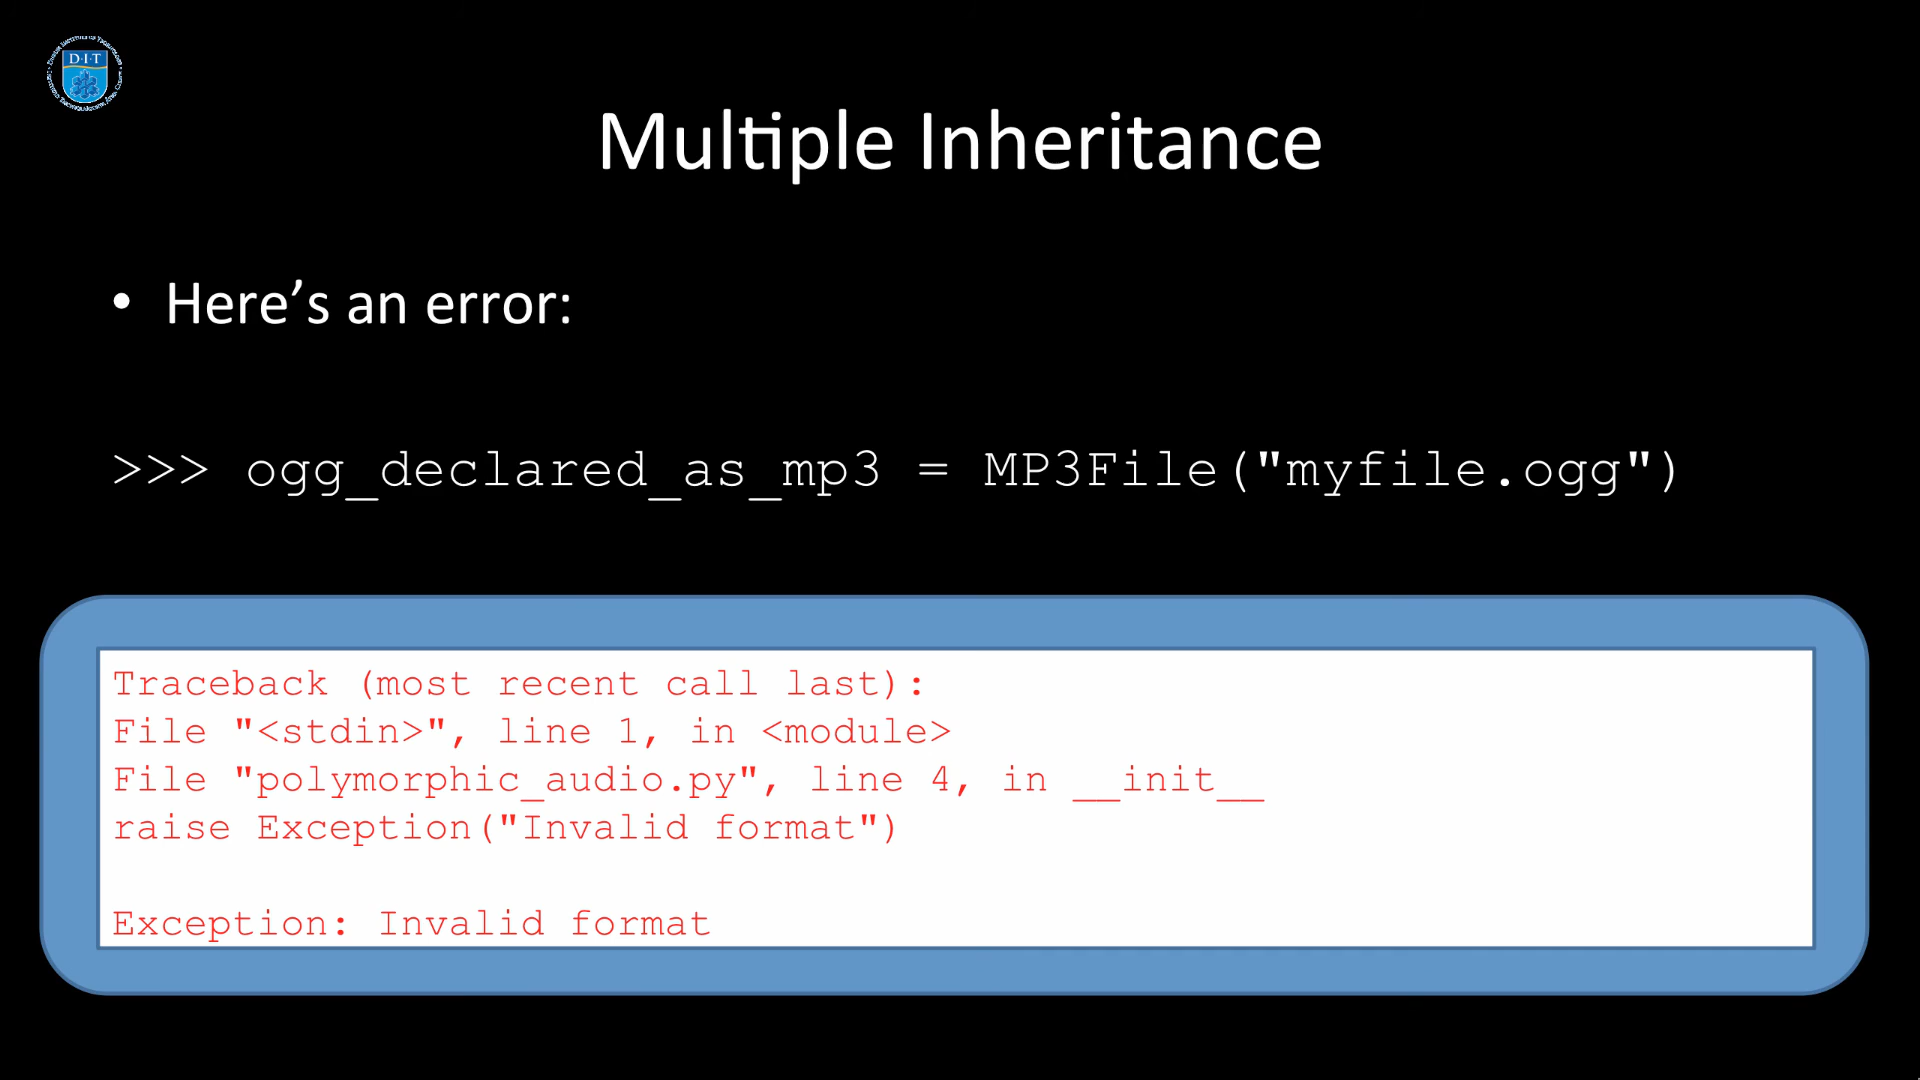 D·I·T
Multiple Inheritance
• Here’s an error:
>>> ogg_declared_as_mp3 = MP3File("myfile.ogg")
Traceback (most recent call last):
File "<stdin>", line 1, in <module>
File "polymorphic_audio.py", line 4, in __init__
raise Exception("Invalid format")
Exception: Invalid format